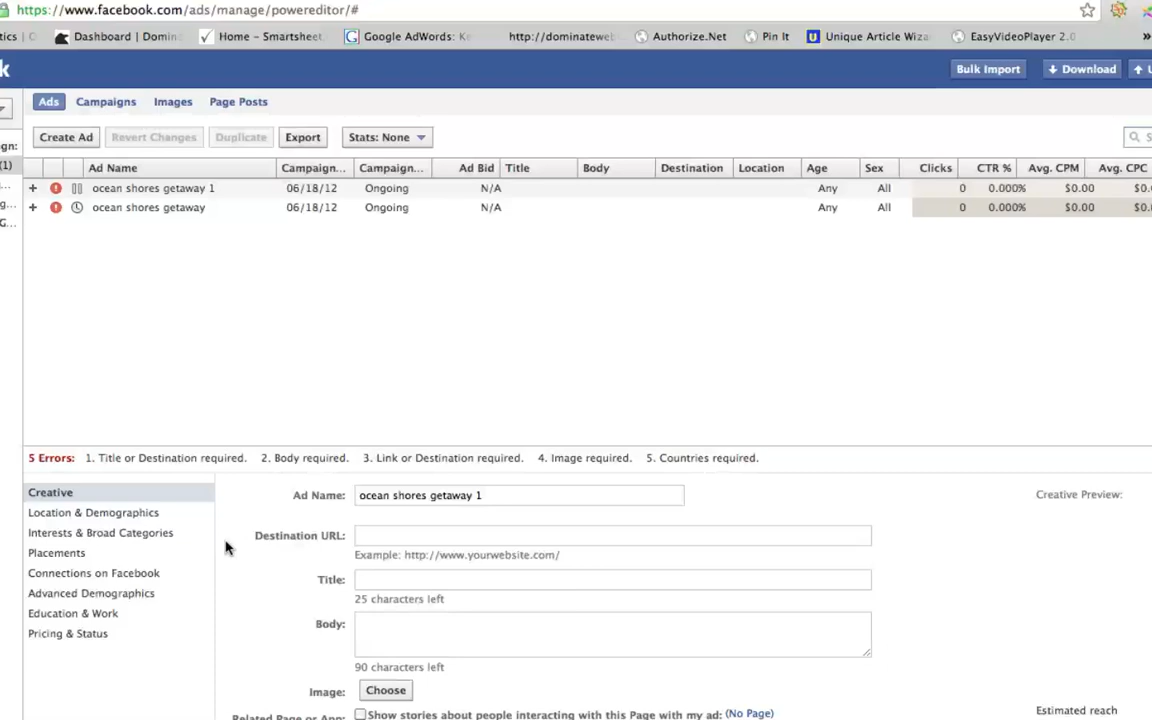 https://www.facebook.com/ads/manage/powereditor/#
tics Dashboard | Domin Home – Smartsheet Google AdWords: Ke http://dominateweb Authorize.Net Pin It Unique Article Wiza EasyVideoPlayer 2.0 »
k Bulk Import Download U
Ads Campaigns Images Page Posts
Create Ad Revert Changes Duplicate Export Stats: None S
gn:
(1)
Ad Name Campaign... Campaign... Ad Bid Title Body Destination Location Age Sex Clicks CTR % Avg. CPM Avg. CPC
+ ocean shores getaway 1 06/18/12 Ongoing N/A Any All 0 0.000% $0.00 $0.
+ ocean shores getaway 06/18/12 Ongoing N/A Any All 0 0.000% $0.00 $0.
g...
G...
5 Errors: 1. Title or Destination required. 2. Body required. 3. Link or Destination required. 4. Image required. 5. Countries required.
Creative
Location & Demographics
Interests & Broad Categories
Placements
Connections on Facebook
Advanced Demographics
Education & Work
Pricing & Status
Ad Name: ocean shores getaway 1
Destination URL:
Example: http://www.yourwebsite.com/
Title:
25 characters left
Body:
90 characters left
Image: Choose
Related Page or App: Show stories about people interacting with this Page with my ad: (No Page)
Creative Preview:
Estimated reach